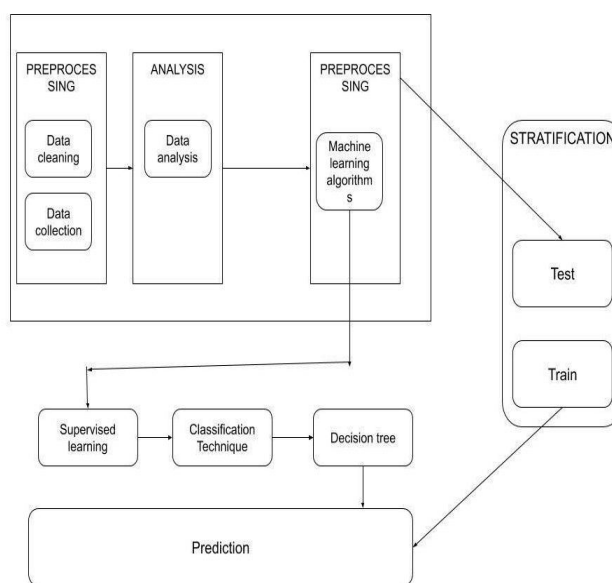 PREPROCES
SING
Data
cleaning
Data
collection
ANALYSIS
Data
analysis
PREPROCES
SING
Machine
learning
algorithm
s
STRATIFICATION
Test
Train
Supervised
learning
Classification
Technique
Decision tree
Prediction